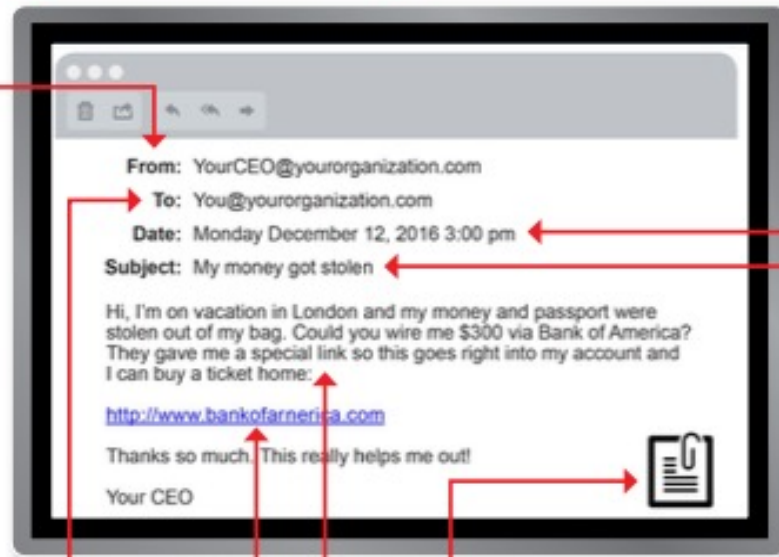 From: YourCEO@yourorganization.com
To: You@yourorganization.com
Date: Monday December 12, 2016 3:00 pm
Subject: My money got stolen
Hi, I'm on vacation in London and my money and passport were
stolen out of my bag. Could you wire me $300 via Bank of America?
They gave me a special link so this goes right into my account and
I can buy a ticket home:
http://www.bankofarnerica.com
Thanks so much. This really helps me out!
Your CEO